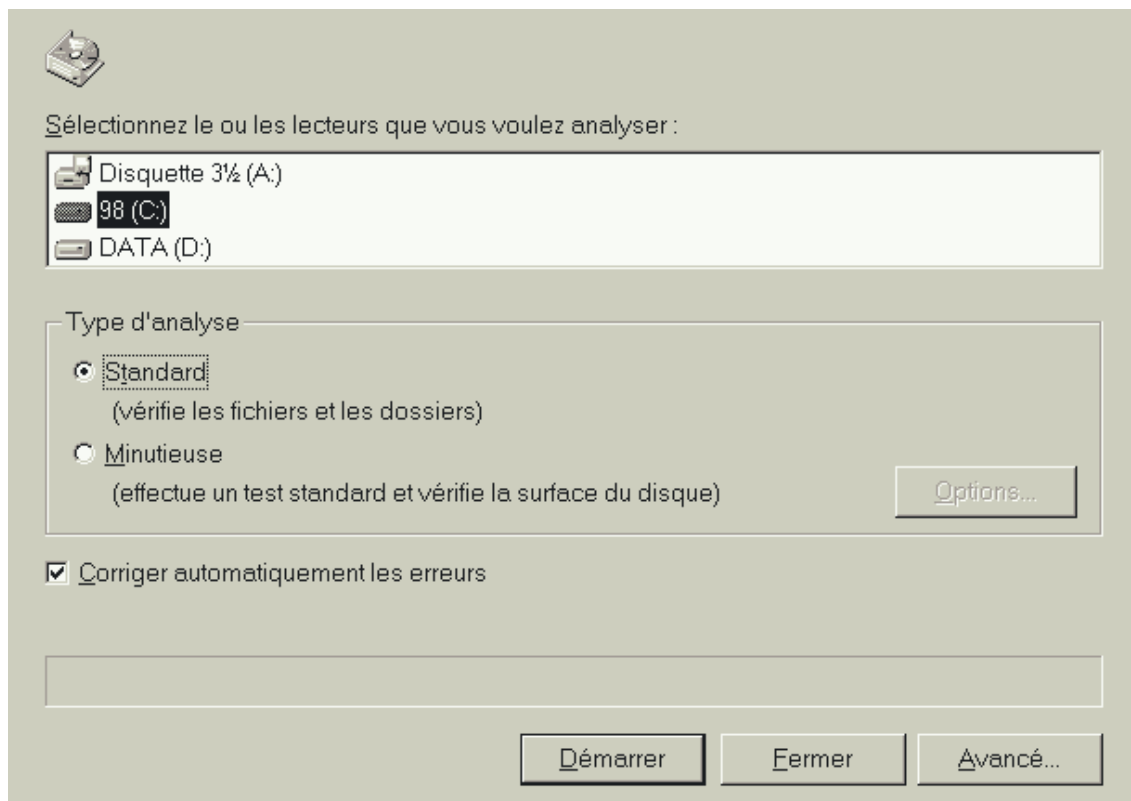 Sélectionnez le ou les lecteurs que vous voulez analyser :
Disquette 3½ (A:)
98 (C:)
DATA (D:)
Type d'analyse
Standard
(vérifie les fichiers et les dossiers)
Minutieuse
(effectue un test standard et vérifie la surface du disque)
Options...
Corriger automatiquement les erreurs
Démarrer Fermer Avancé...